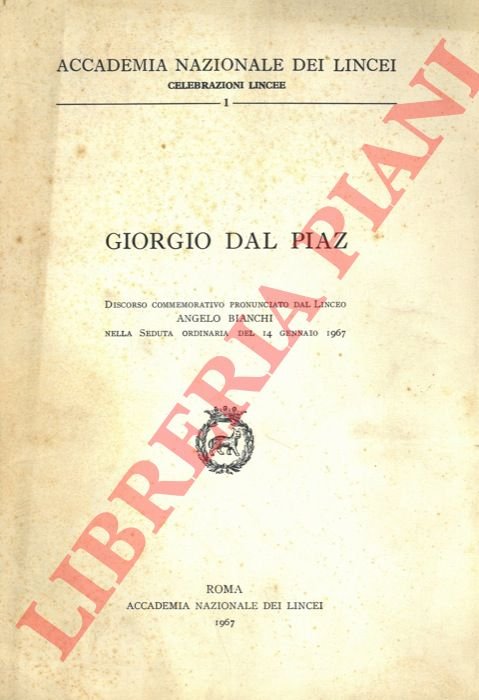 ACCADEMIA NAZIONALE DEI LINCEI
CELEBRAZIONI LINCEE
1
GIORGIO DAL PIAZ
DISCORSO COMMEMORATIVO PRONUNCIATO DAL LINCEO
ANGELO BIANCHI
NELLA SEDUTA ORDINARIA DEL 14 GENNAIO 1967
ROMA
ACCADEMIA NAZIONALE DEI LINCEI
1967
LIBRERIA PIANI